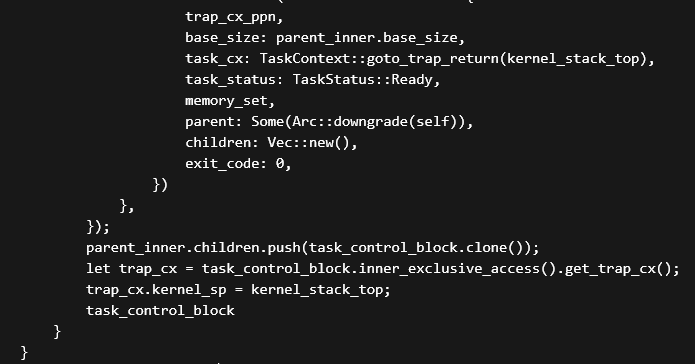 trap_cx_ppn,
base_size: parent_inner.base_size,
task_cx: TaskContext::goto_trap_return(kernel_stack_top),
task_status: TaskStatus::Ready,
memory_set,
parent: Some(Arc::downgrade(self)),
children: Vec::new(),
exit_code: 0,
})
},
});
parent_inner.children.push(task_control_block.clone());
let trap_cx = task_control_block.inner_exclusive_access().get_trap_cx();
trap_cx.kernel_sp = kernel_stack_top;
task_control_block
}
}